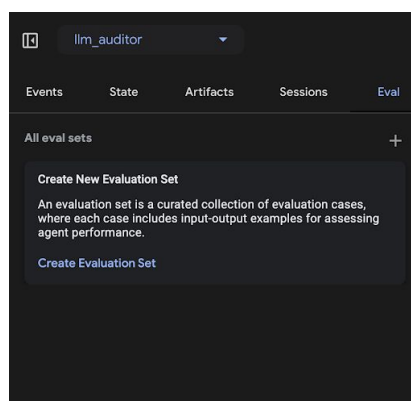 llm_auditor
Events State Artifacts Sessions Eval
All eval sets +
Create New Evaluation Set
An evaluation set is a curated collection of evaluation cases,
where each case includes input-output examples for assessing
agent performance.
Create Evaluation Set